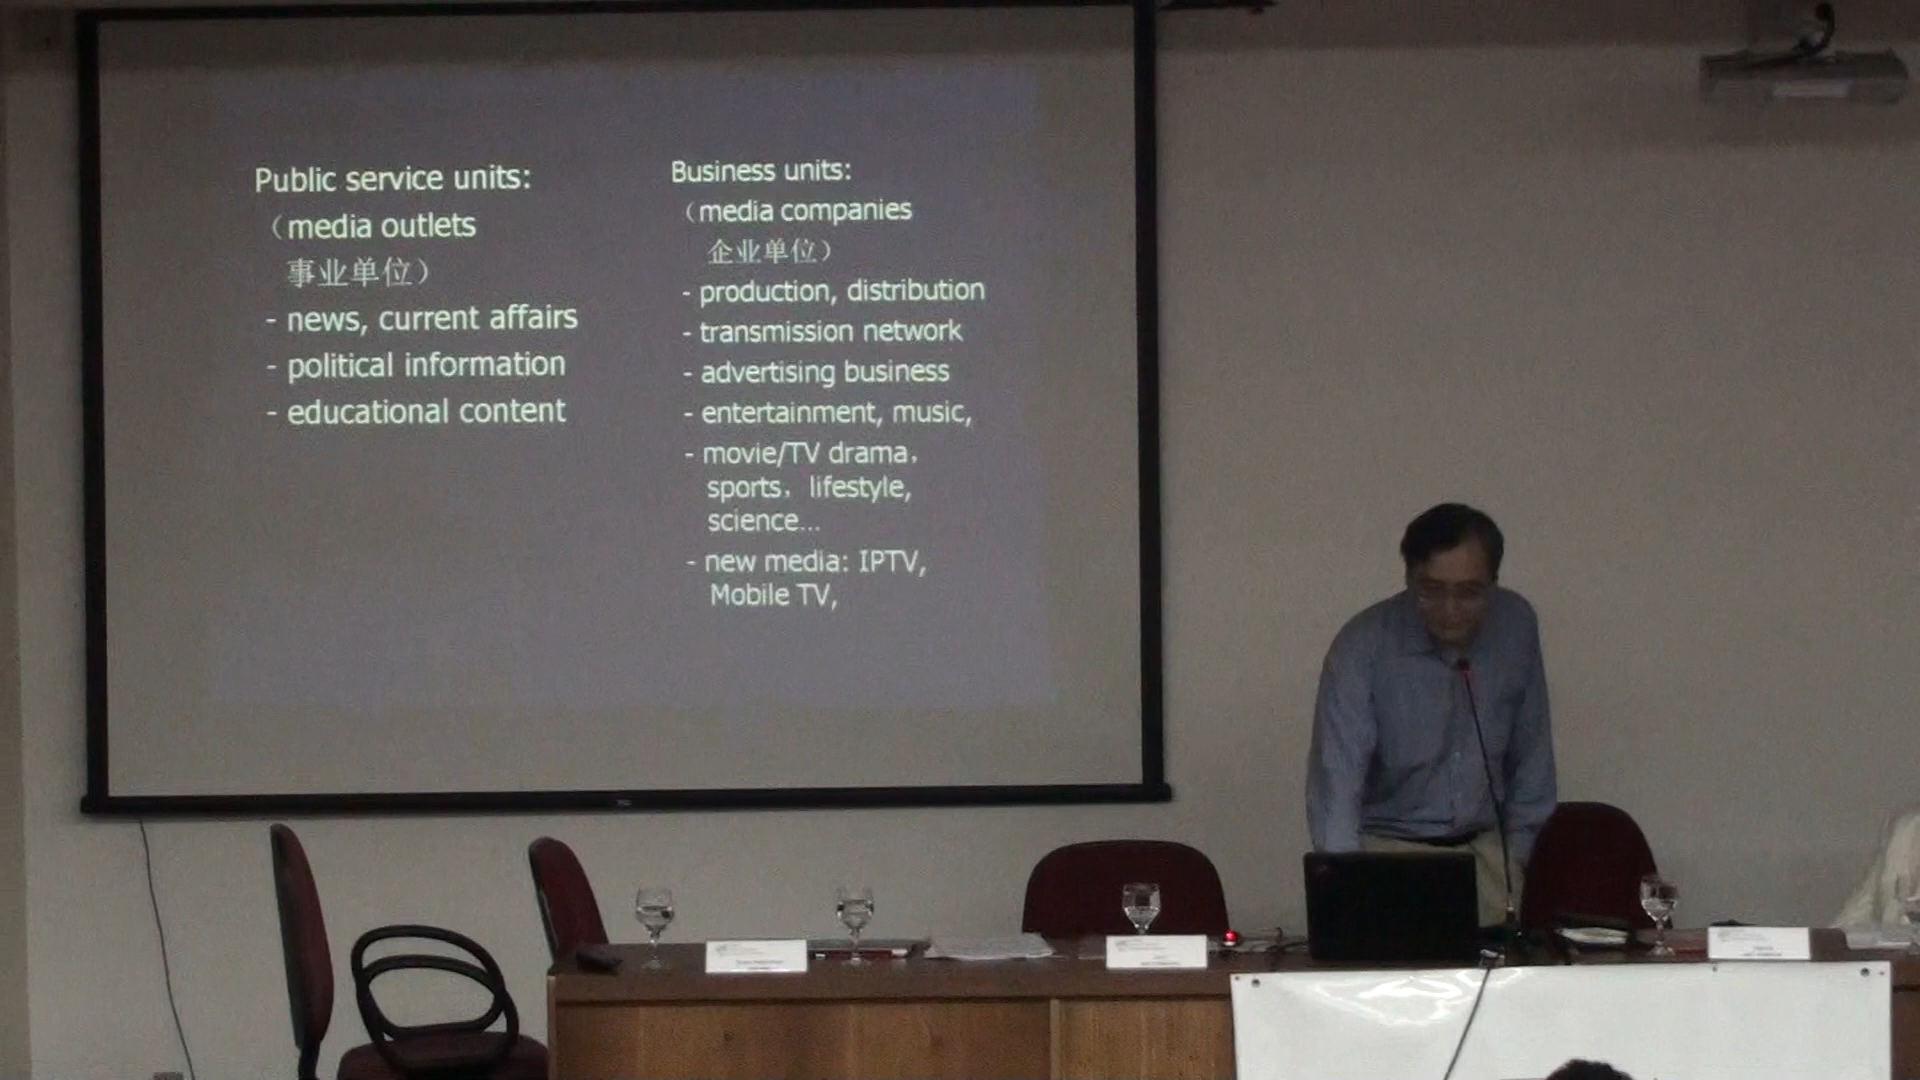 Public service units:
（media outlets
事业单位）
- news, current affairs
- political information
- educational content
Business units:
（media companies
企业单位）
- production, distribution
- transmission network
- advertising business
- entertainment, music,
- movie/TV drama，
sports，lifestyle,
science...
- new media: IPTV,
Mobile TV,